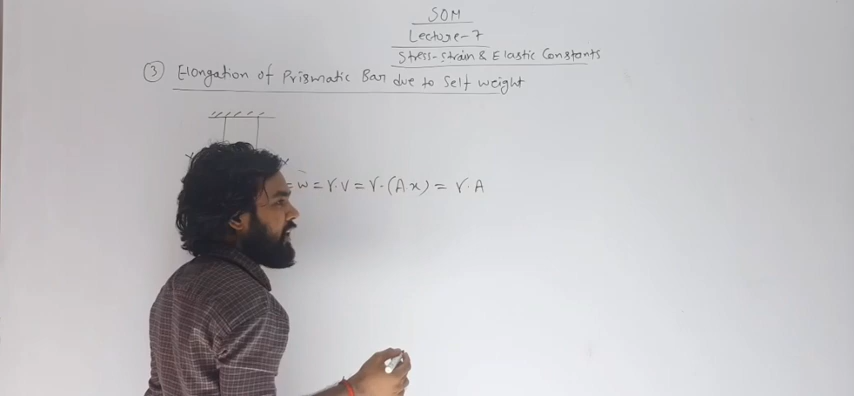 SOM
Lecture-7
Stress-strain & Elastic Constants
③ Elongation of Prismatic Bar due to Self weight
= w = γ.V = γ.(Ax) = γ.A